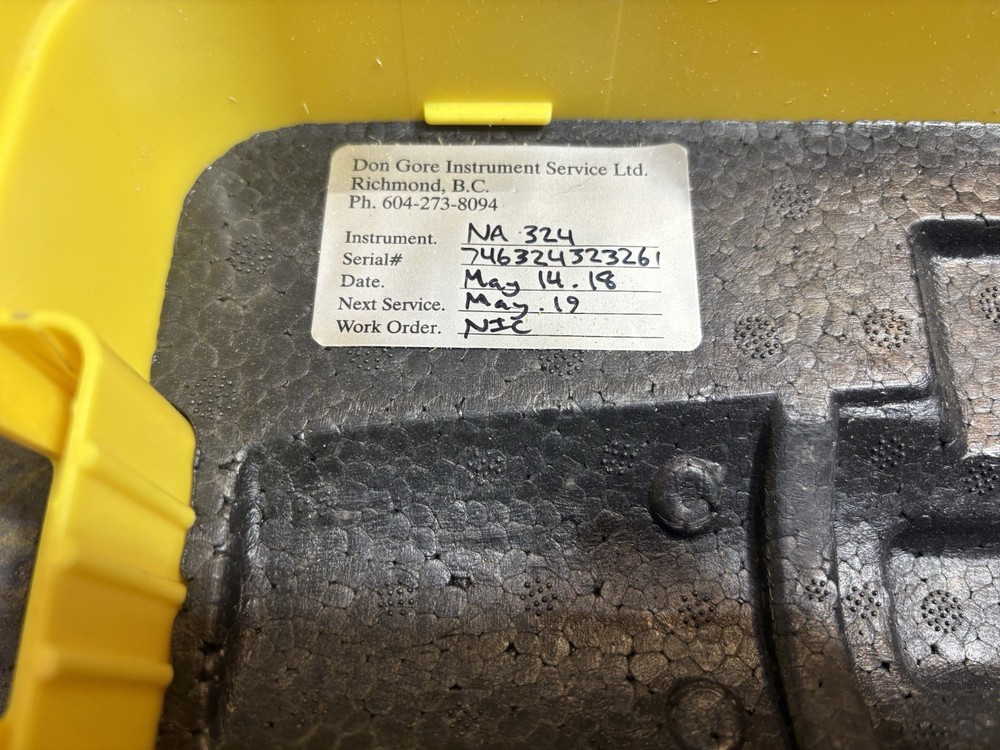 Don Gore Instrument Service Ltd.
Richmond, B.C.
Ph. 604-273-8094
Instrument. NA 324
Serial# 746324323261
Date. May 14.18
Next Service. May.19
Work Order. NIC